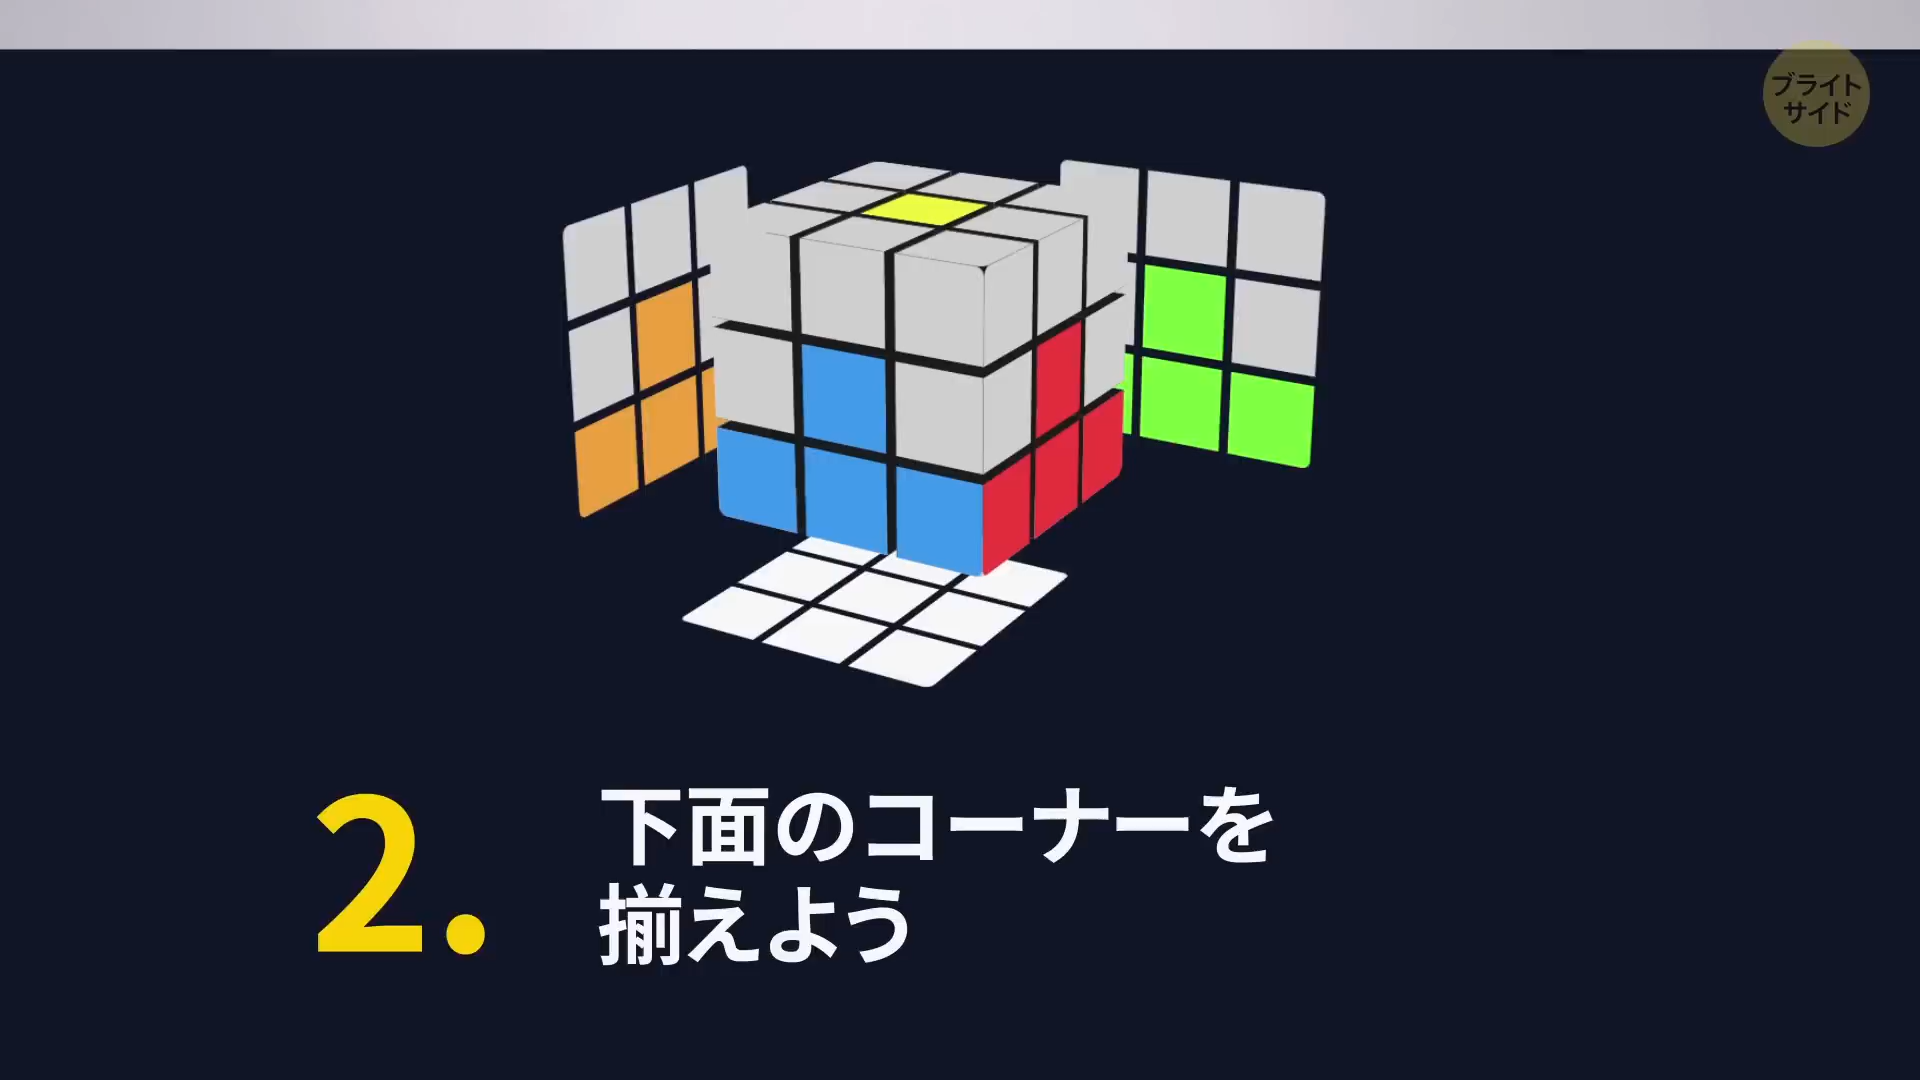 ブライト
サイド
2.
下面のコーナーを
揃えよう